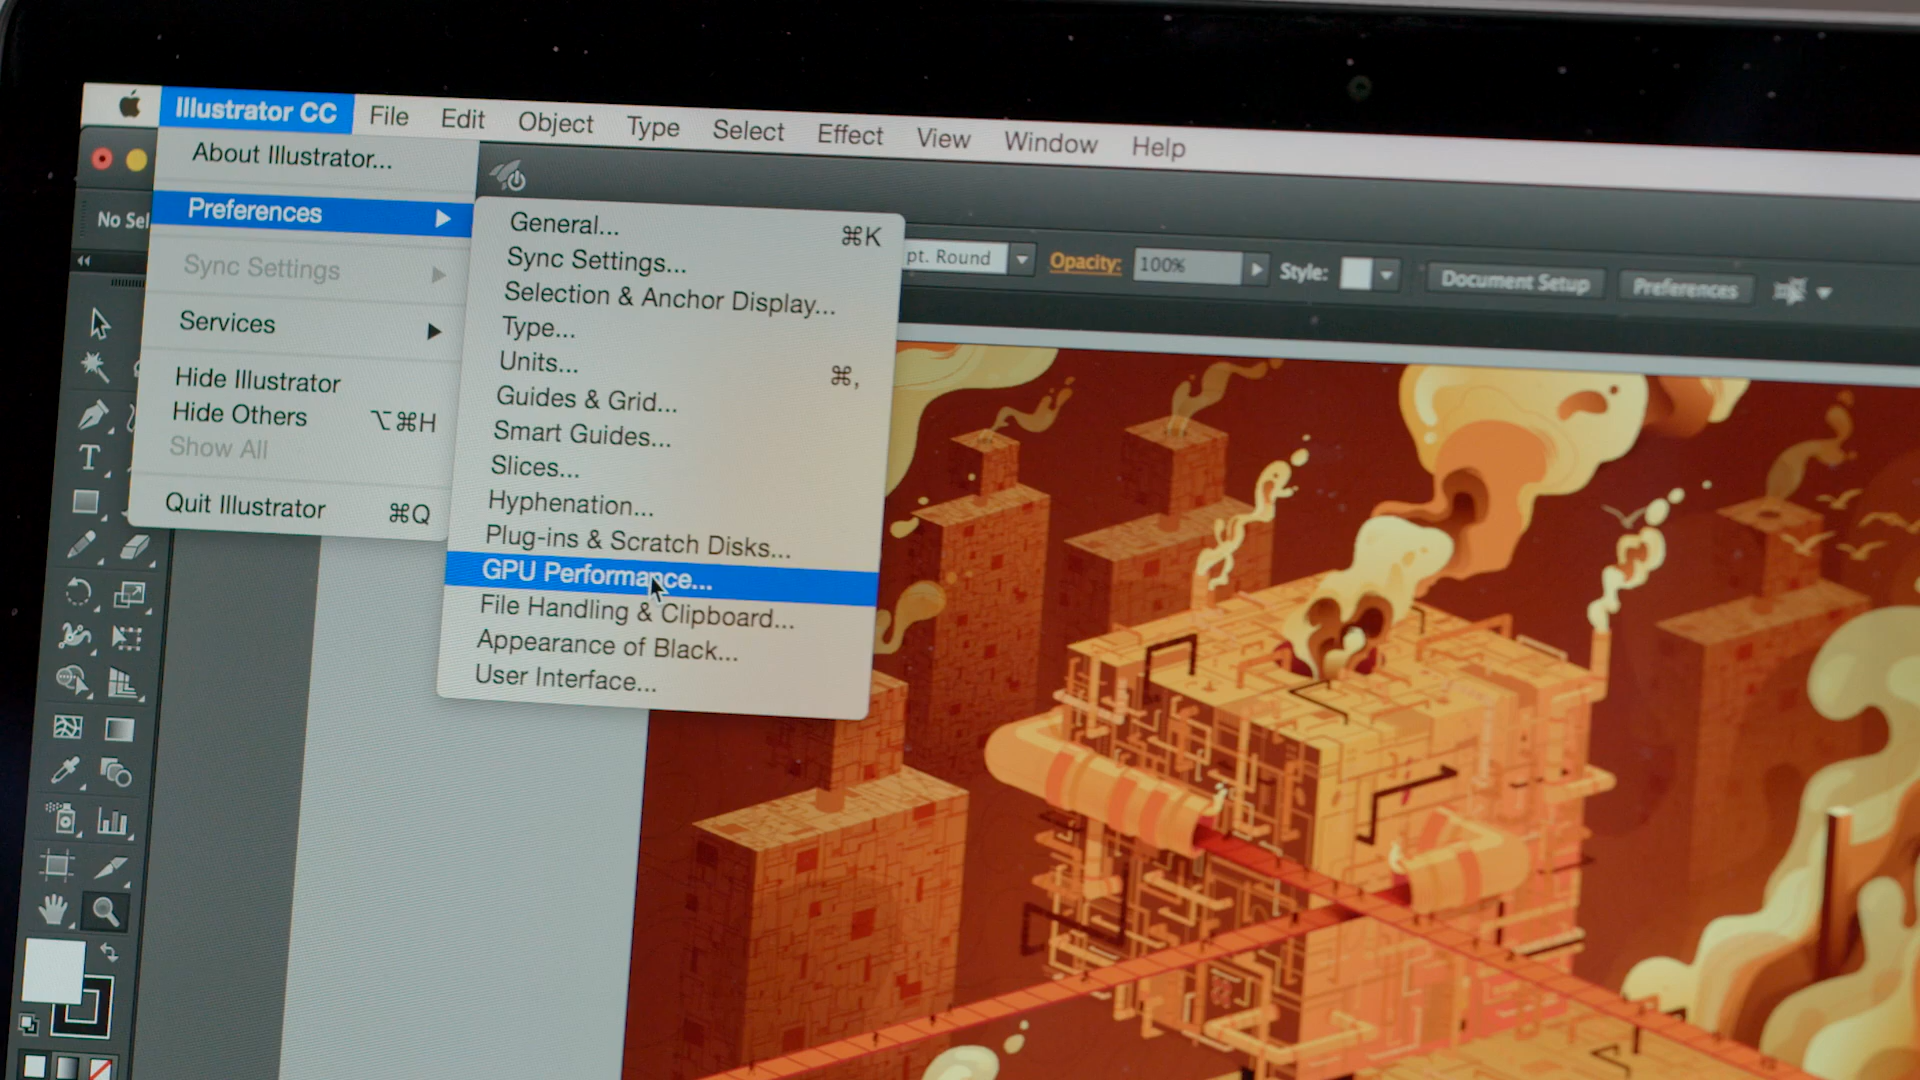 Illustrator CC File Edit Object Type Select Effect View Window Help
About Illustrator...
Preferences
Sync Settings
Services
Hide Illustrator
Hide Others ⌥⌘H
Show All
Quit Illustrator ⌘Q
General... ⌘K
Sync Settings...
Selection & Anchor Display...
Type...
Units... ⌘,
Guides & Grid...
Smart Guides...
Slices...
Hyphenation...
Plug-ins & Scratch Disks...
GPU Performance...
File Handling & Clipboard...
Appearance of Black...
User Interface...
No Sel
pt. Round Opacity: 100% Style: Document Setup Preferences
T